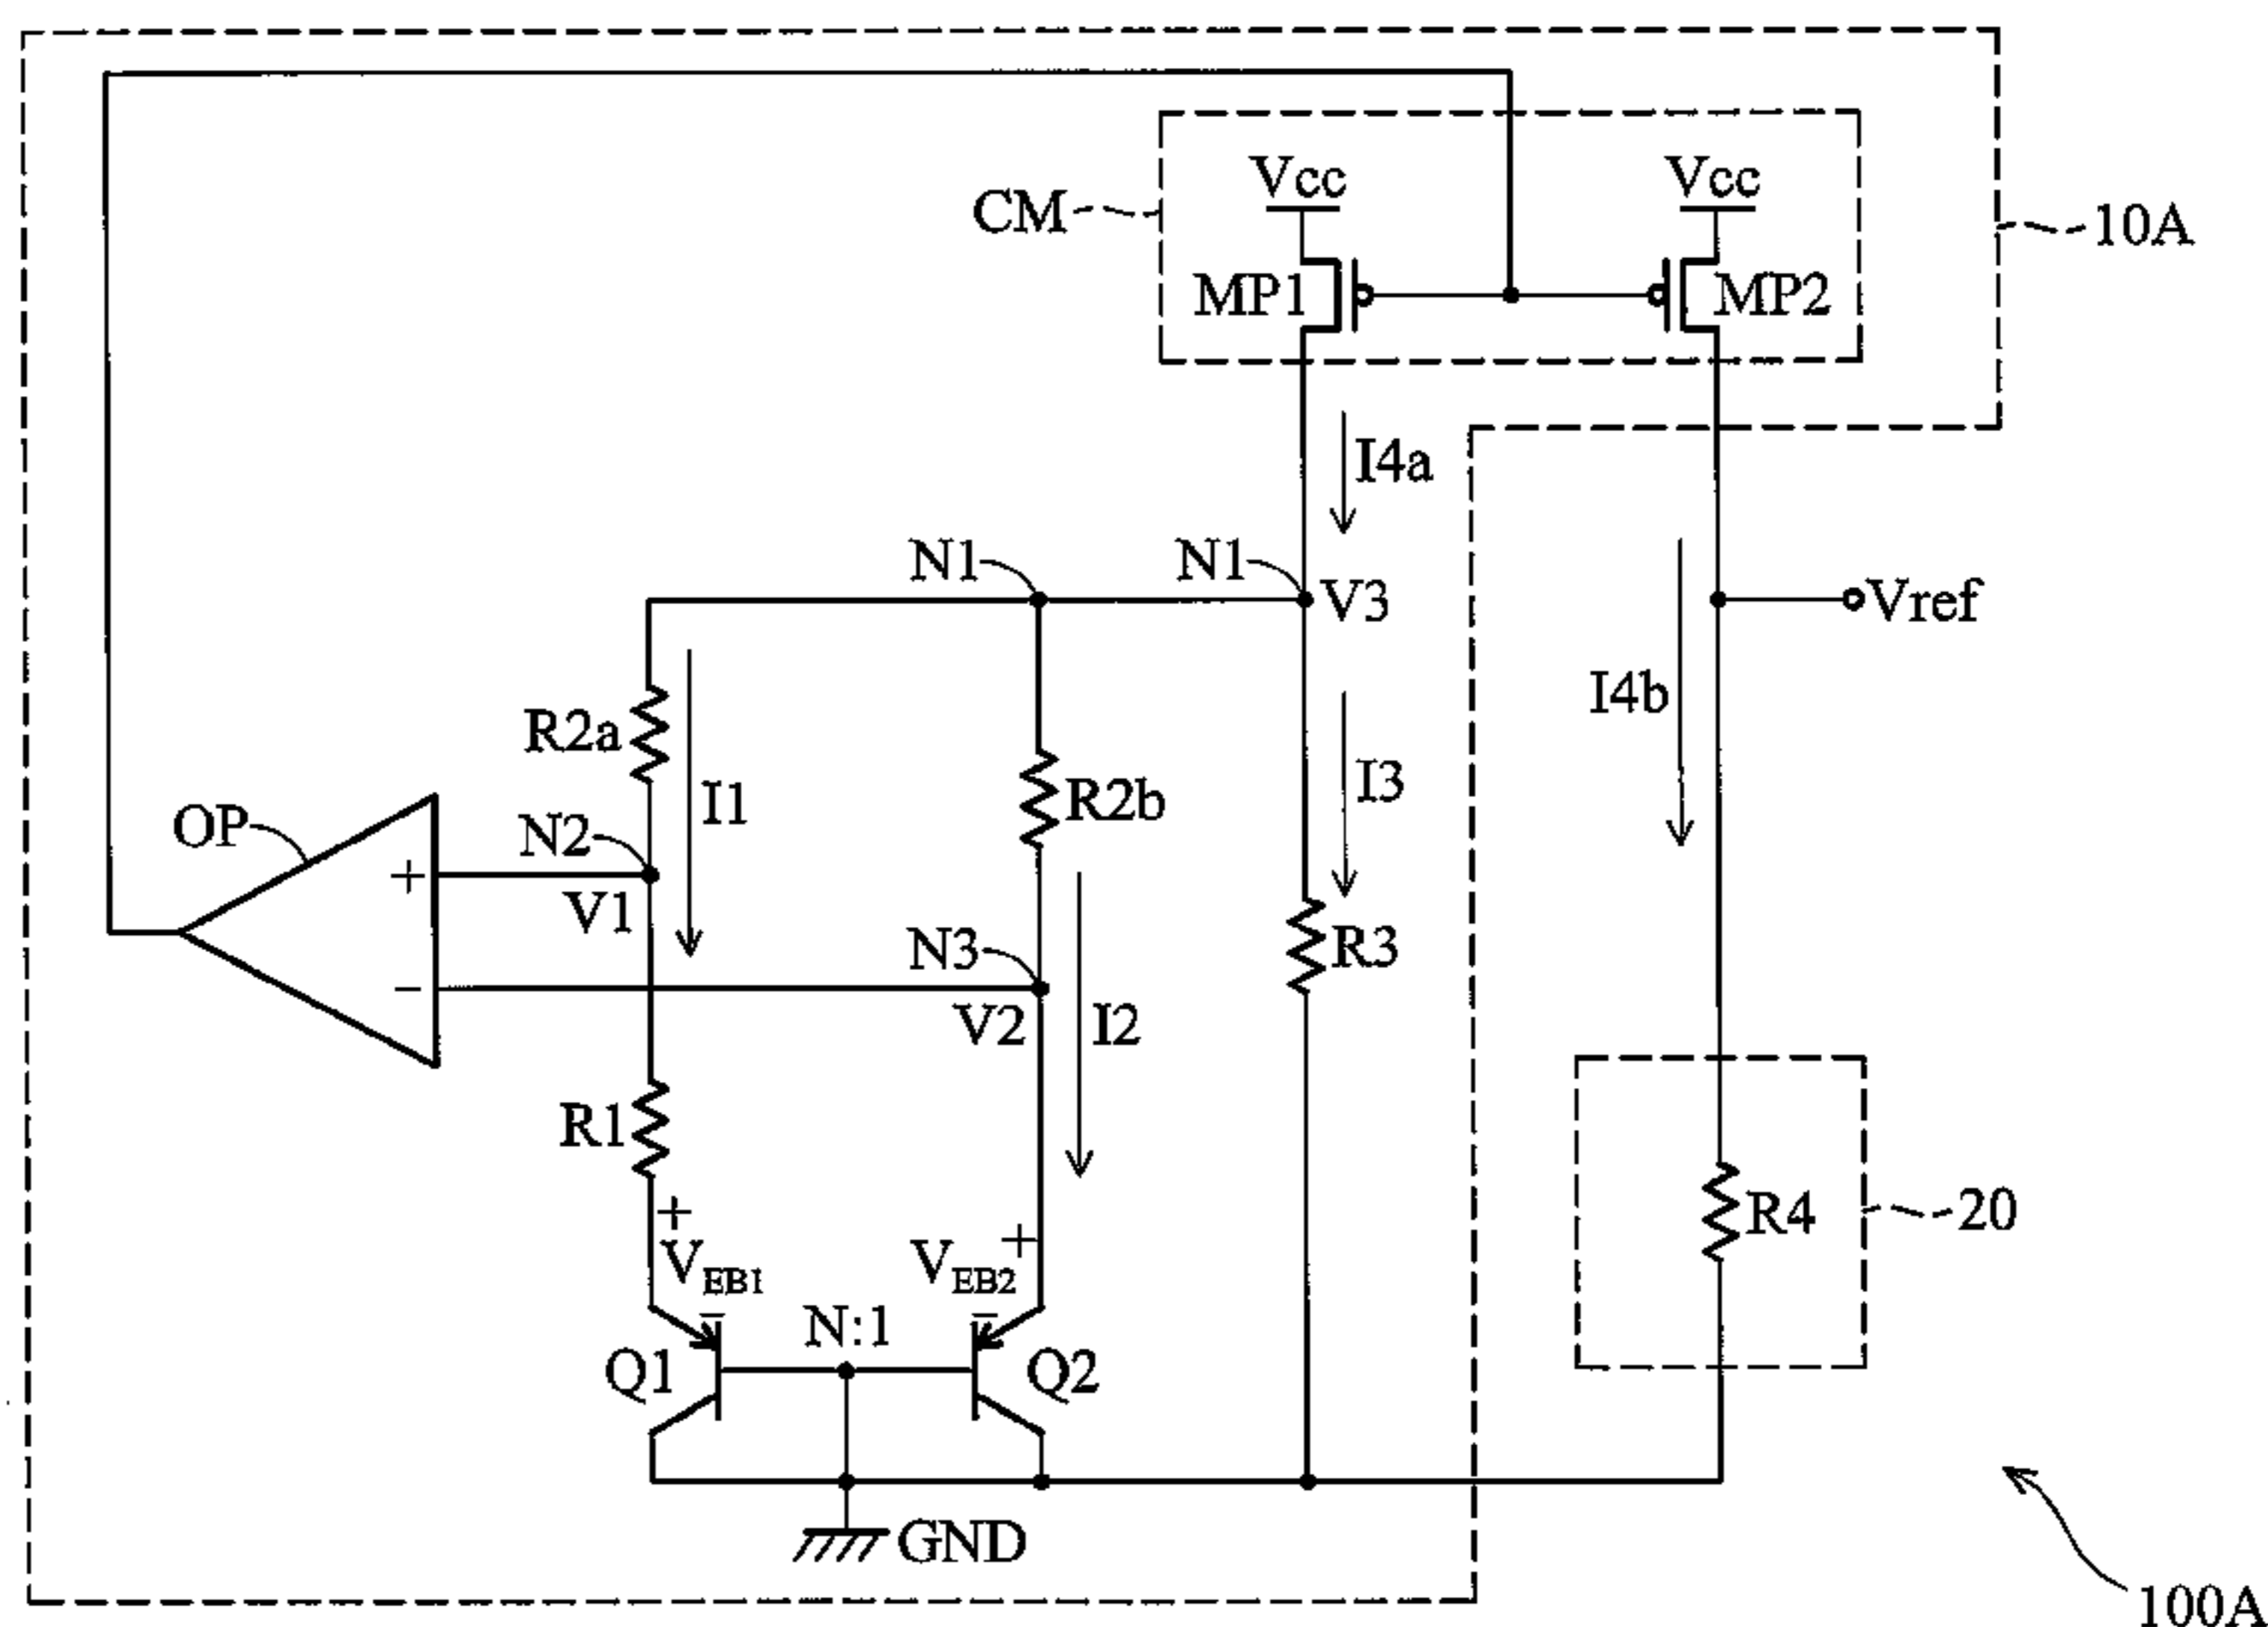 Vcc Vcc
CM 10A
MP1 MP2
I4a
N1 N1 V3 Vref
I4b
R2a R2b I3
I1
OP N2
+ V1
N3 R3
− V2 I2
R1
+ +
VEB1 VEB2 R4 20
− −
N:1
Q1 Q2
GND
100A